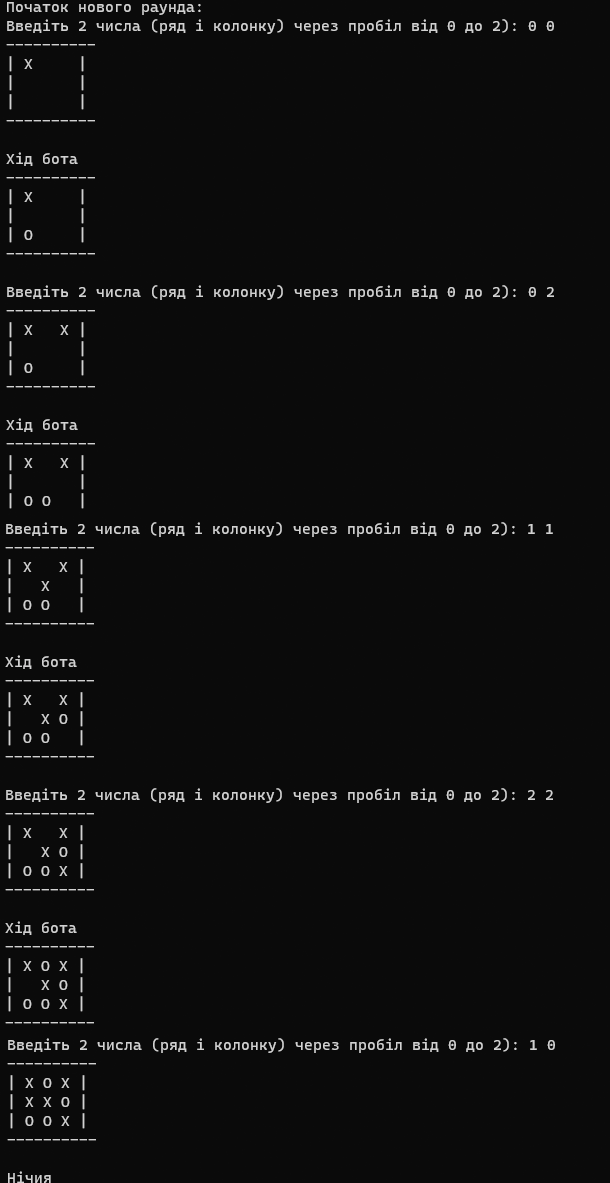 Початок нового раунда:
Введіть 2 числа (ряд і колонку) через пробіл від 0 до 2): 0 0
----------
| X     |
|       |
|       |
----------
Хід бота
----------
| X     |
|       |
| O     |
----------
Введіть 2 числа (ряд і колонку) через пробіл від 0 до 2): 0 2
----------
| X   X |
|       |
| O     |
----------
Хід бота
----------
| X   X |
|       |
| O O   |
Введіть 2 числа (ряд і колонку) через пробіл від 0 до 2): 1 1
----------
| X   X |
|   X   |
| O O   |
----------
Хід бота
----------
| X   X |
|   X O |
| O O   |
----------
Введіть 2 числа (ряд і колонку) через пробіл від 0 до 2): 2 2
----------
| X   X |
|   X O |
| O O X |
----------
Хід бота
----------
| X O X |
|   X O |
| O O X |
----------
Введіть 2 числа (ряд і колонку) через пробіл від 0 до 2): 1 0
----------
| X O X |
| X X O |
| O O X |
----------
Нічия